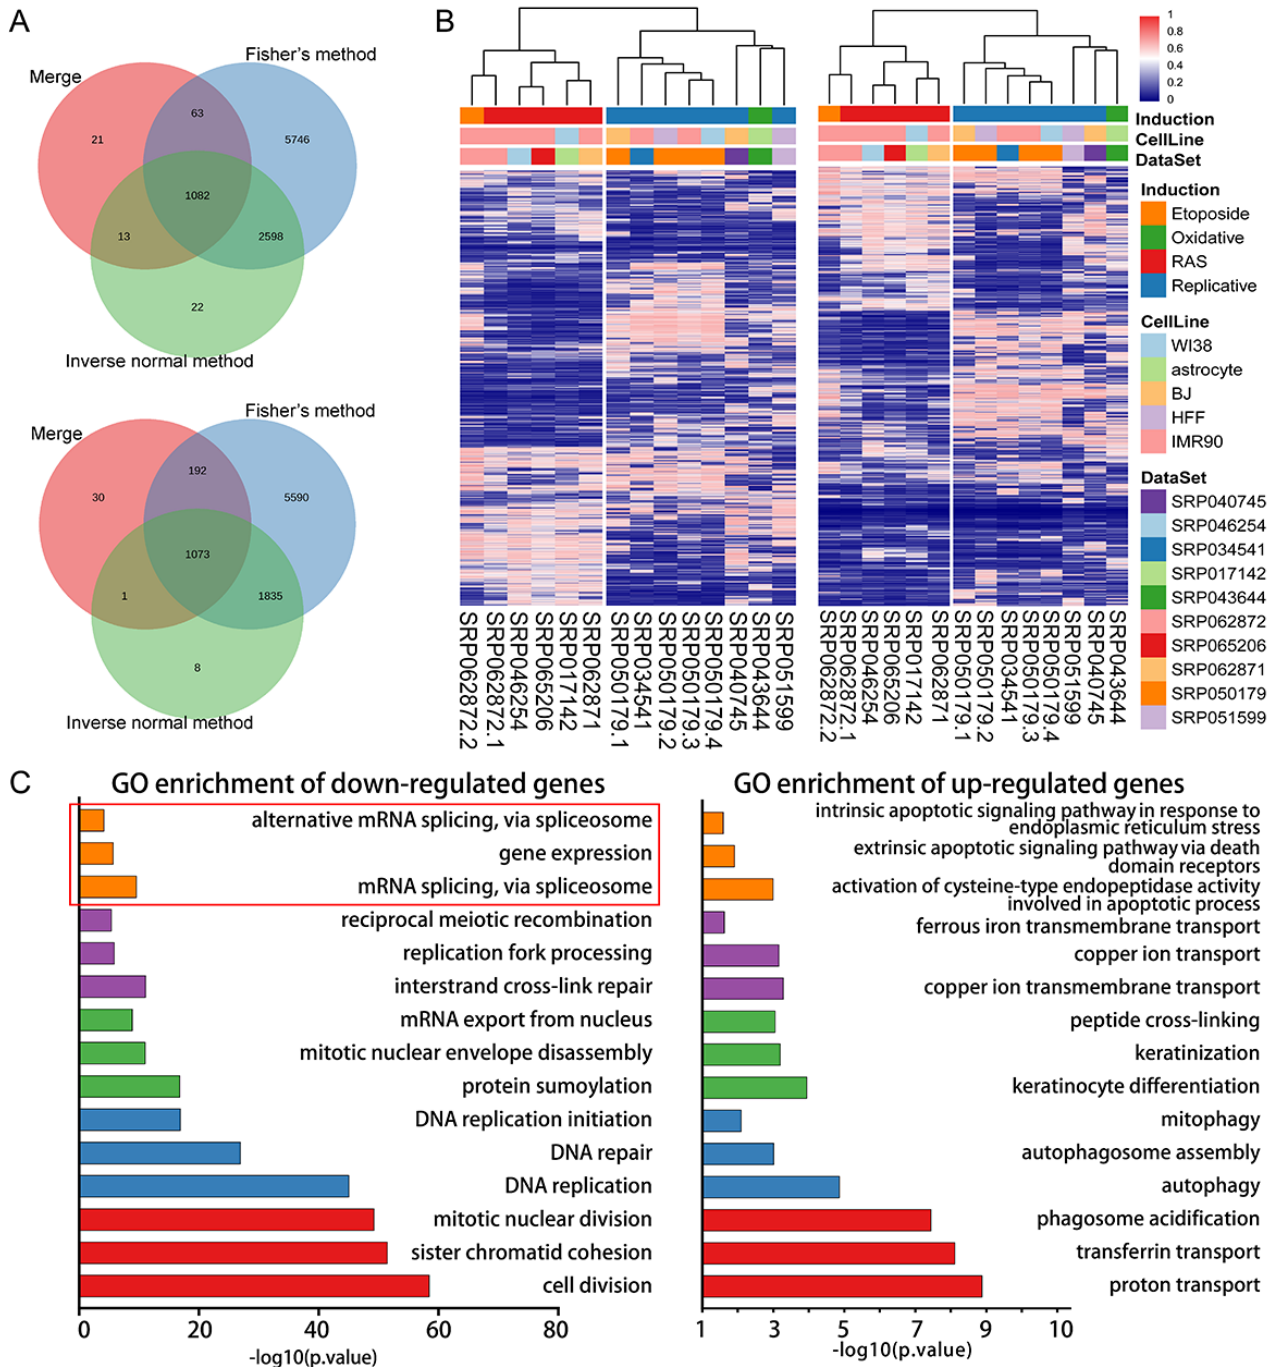 A
Merge
Fisher's method
63
21
5746
1082
13
2598
22
Inverse normal method
Merge
Fisher's method
192
30
5590
1073
1
1835
8
Inverse normal method
B
1
0.8
0.6
0.4
0.2
0
Induction
CellLine
DataSet
Induction
Etoposide
Oxidative
RAS
Replicative
CellLine
WI38
astrocyte
BJ
HFF
IMR90
DataSet
SRP040745
SRP046254
SRP034541
SRP017142
SRP043644
SRP062872
SRP065206
SRP062871
SRP050179
SRP051599
SRP062872.2
SRP062872.1
SRP046254
SRP065206
SRP017142
SRP062871
SRP050179.1
SRP034541
SRP050179.2
SRP050179.3
SRP050179.4
SRP040745
SRP043644
SRP051599
SRP062872.2
SRP062872.1
SRP046254
SRP065206
SRP017142
SRP062871
SRP050179.1
SRP050179.2
SRP034541
SRP050179.3
SRP050179.4
SRP051599
SRP040745
SRP043644
C
GO enrichment of down-regulated genes
alternative mRNA splicing, via spliceosome
gene expression
mRNA splicing, via spliceosome
reciprocal meiotic recombination
replication fork processing
interstrand cross-link repair
mRNA export from nucleus
mitotic nuclear envelope disassembly
protein sumoylation
DNA replication initiation
DNA repair
DNA replication
mitotic nuclear division
sister chromatid cohesion
cell division
0 20 40 60 80
-log10(p.value)
GO enrichment of up-regulated genes
intrinsic apoptotic signaling pathway in response to
endoplasmic reticulum stress
extrinsic apoptotic signaling pathway via death
domain receptors
activation of cysteine-type endopeptidase activity
involved in apoptotic process
ferrous iron transmembrane transport
copper ion transport
copper ion transmembrane transport
peptide cross-linking
keratinization
keratinocyte differentiation
mitophagy
autophagosome assembly
autophagy
phagosome acidification
transferrin transport
proton transport
1 3 5 7 9 10
-log10(p.value)